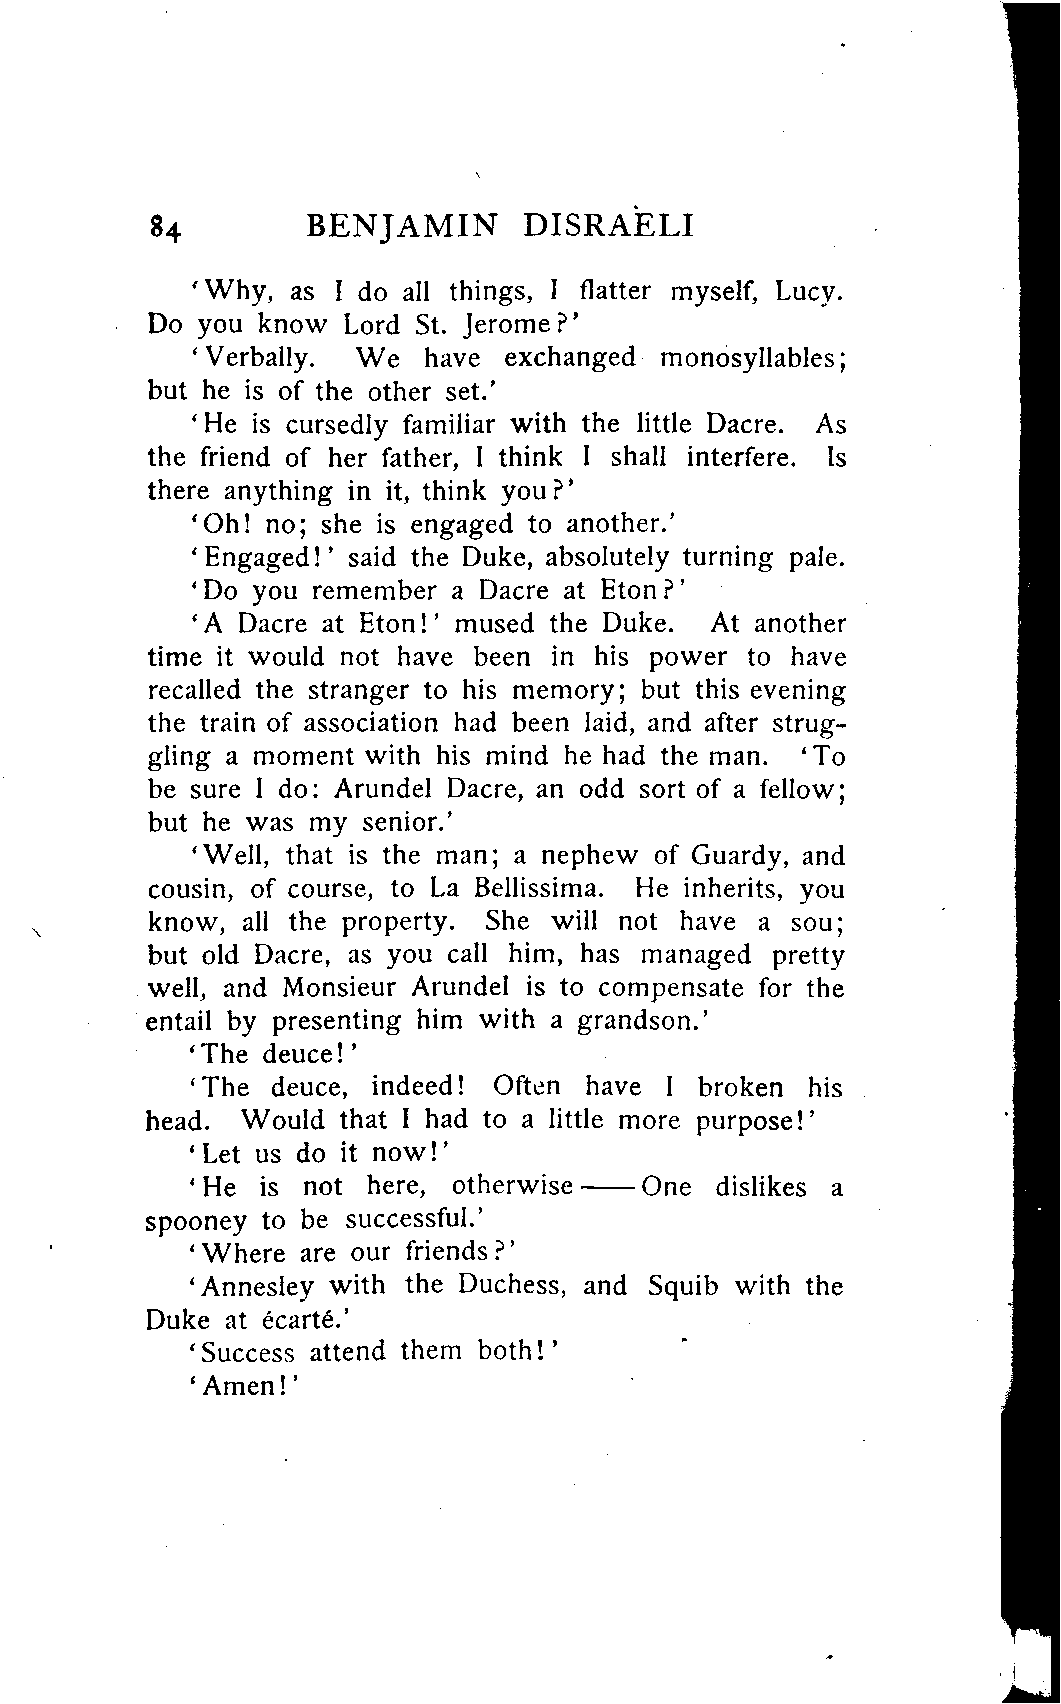 84 BENJAMIN DISRAELI
'Why, as I do all things, I flatter myself, Lucy.
Do you know Lord St. Jerome?'
'Verbally. We have exchanged monosyllables;
but he is of the other set.'
'He is cursedly familiar with the little Dacre. As
the friend of her father, I think I shall interfere. Is
there anything in it, think you?'
'Oh! no; she is engaged to another.'
'Engaged!' said the Duke, absolutely turning pale.
'Do you remember a Dacre at Eton?'
'A Dacre at Eton!' mused the Duke. At another
time it would not have been in his power to have
recalled the stranger to his memory; but this evening
the train of association had been laid, and after strug-
gling a moment with his mind he had the man. 'To
be sure I do: Arundel Dacre, an odd sort of a fellow;
but he was my senior.'
'Well, that is the man; a nephew of Guardy, and
cousin, of course, to La Bellissima. He inherits, you
know, all the property. She will not have a sou;
but old Dacre, as you call him, has managed pretty
well, and Monsieur Arundel is to compensate for the
entail by presenting him with a grandson.'
'The deuce!'
'The deuce, indeed! Often have I broken his
head. Would that I had to a little more purpose!'
'Let us do it now!'
'He is not here, otherwise——One dislikes a
spooney to be successful.'
'Where are our friends?'
'Annesley with the Duchess, and Squib with the
Duke at écarté.'
'Success attend them both!'
'Amen!'